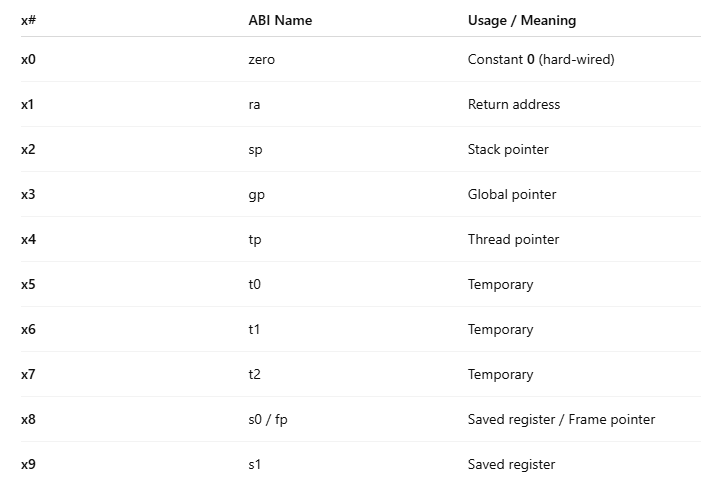 x# ABI Name Usage / Meaning
x0 zero Constant 0 (hard-wired)
x1 ra Return address
x2 sp Stack pointer
x3 gp Global pointer
x4 tp Thread pointer
x5 t0 Temporary
x6 t1 Temporary
x7 t2 Temporary
x8 s0 / fp Saved register / Frame pointer
x9 s1 Saved register